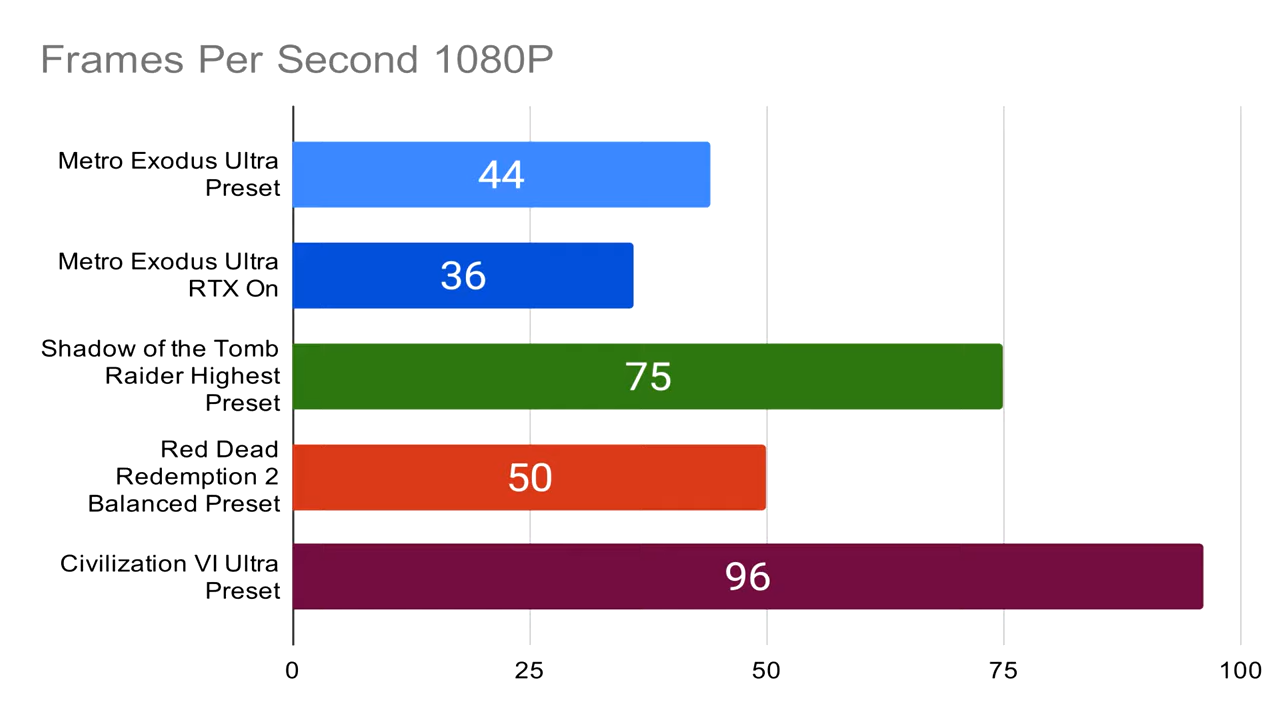 Frames Per Second 1080P
Metro Exodus Ultra
Preset
44
Metro Exodus Ultra
RTX On
36
Shadow of the Tomb
Raider Highest
Preset
75
Red Dead
Redemption 2
Balanced Preset
50
Civilization VI Ultra
Preset
96
0 25 50 75 100